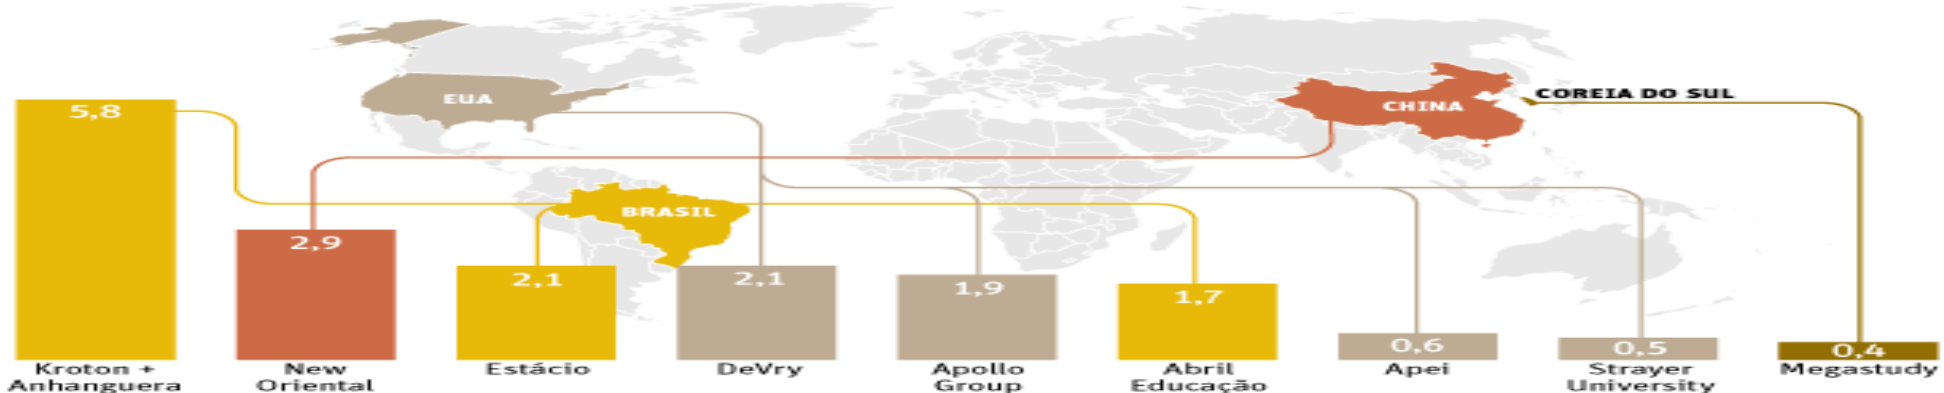 EUA
COREIA DO SUL
CHINA
5,8
BRASIL
2,9
2,1
2,1
1,9
1,7
0,6
0,5
0,4
Kroton +
Anhanguera
New
Oriental
Estácio
DeVry
Apollo
Group
Abril
Educação
Apei
Strayer
University
Megastudy